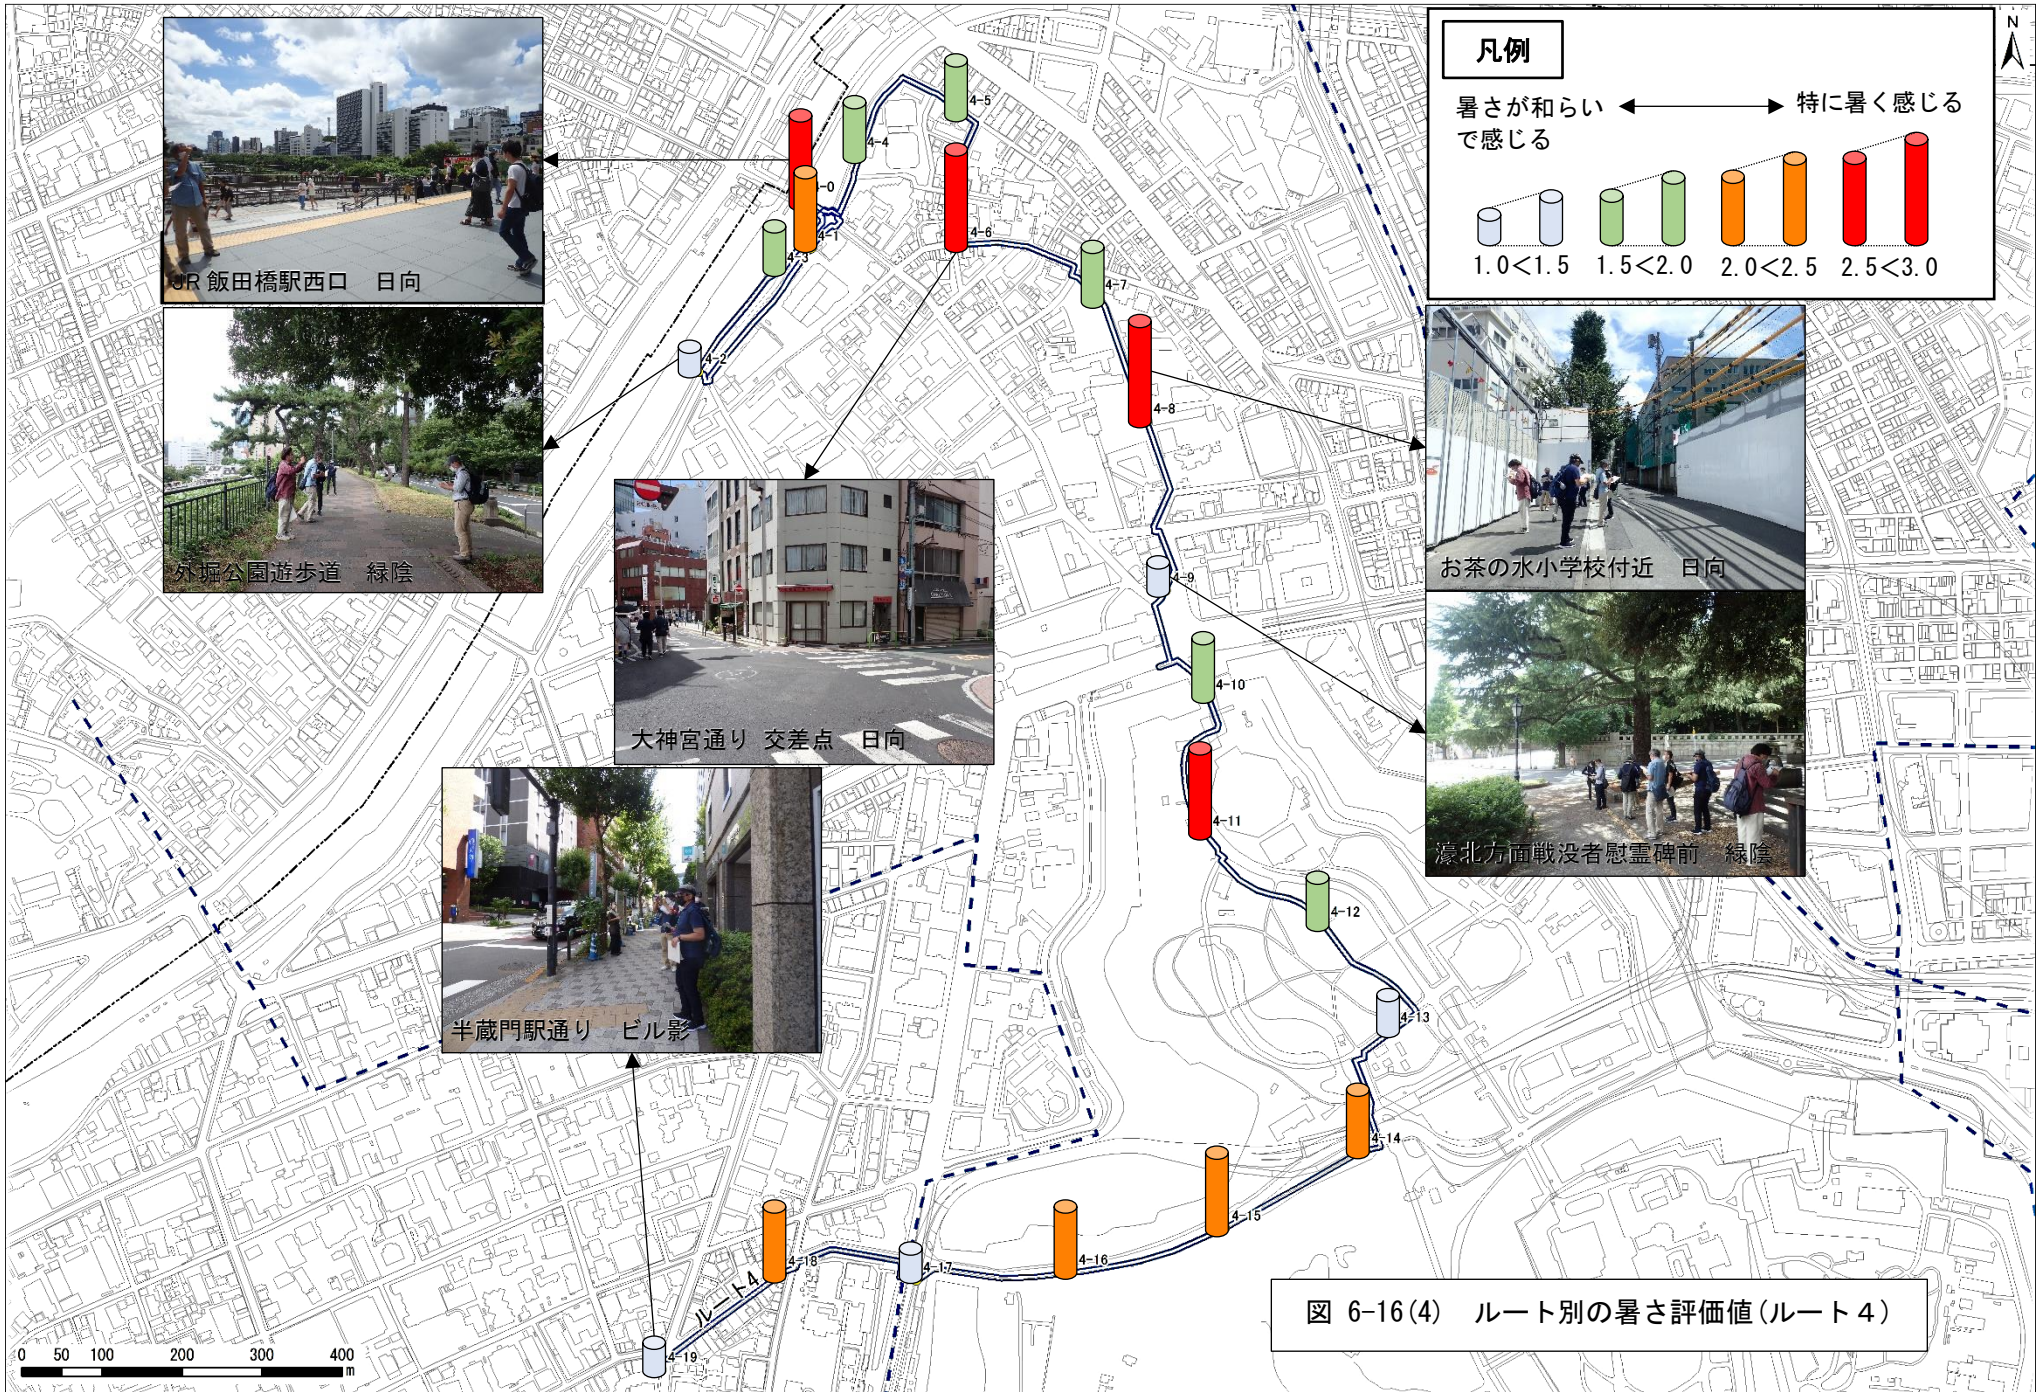 凡例
暑さが和らい
で感じる
特に暑く感じる
1.0<1.5
1.5<2.0
2.0<2.5
2.5<3.0
N
JR飯田橋駅西口　日向
外堀公園遊歩道　緑陰
大神宮通り 交差点　日向
半蔵門駅通り　ビル影
お茶の水小学校付近　日向
濠北方面戦没者慰霊碑前　緑陰
4-0
4-1
4-2
4-3
4-4
4-5
4-6
4-7
4-8
4-9
4-10
4-11
4-12
4-13
4-14
4-15
4-16
4-17
4-18
4-19
ルート4
0 50 100 200 300 400
m
図 6-16(4)　ルート別の暑さ評価値(ルート４)